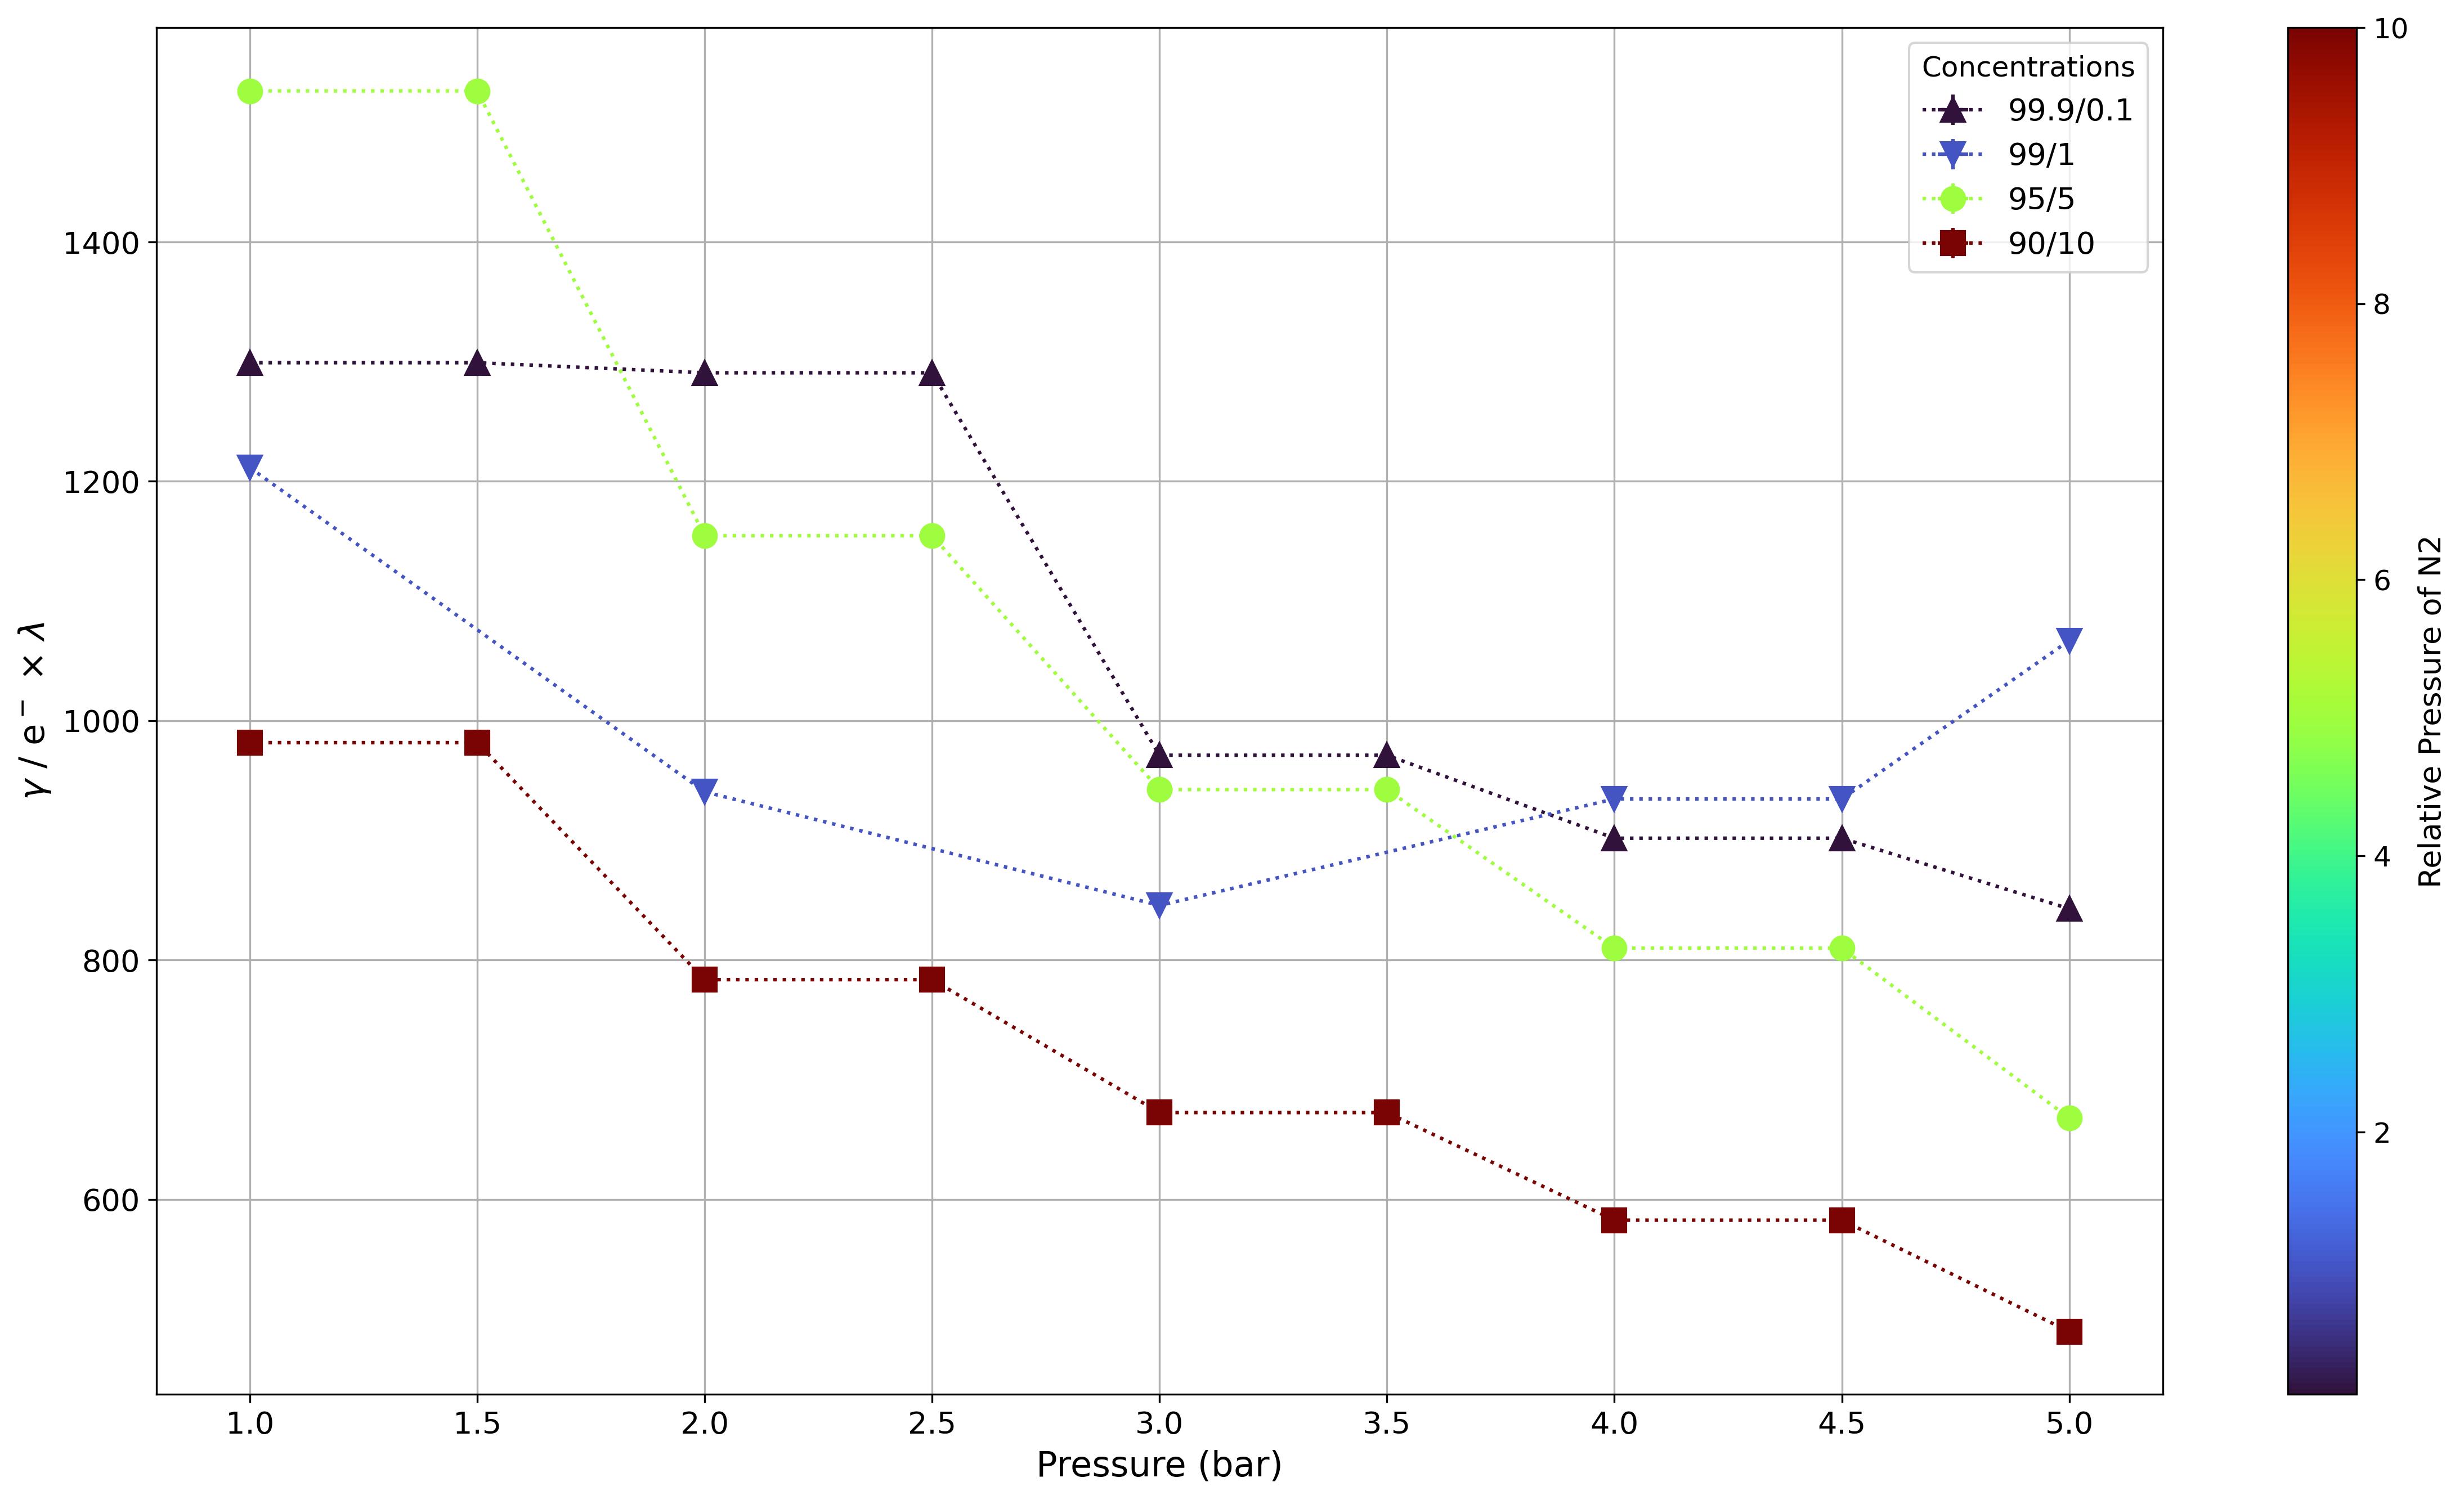 Concentrations
99.9/0.1
99/1
95/5
90/10
1400
1200
1000
800
600
γ / e⁻ × λ
1.0 1.5 2.0 2.5 3.0 3.5 4.0 4.5 5.0
Pressure (bar)
10
8
6
4
2
Relative Pressure of N2